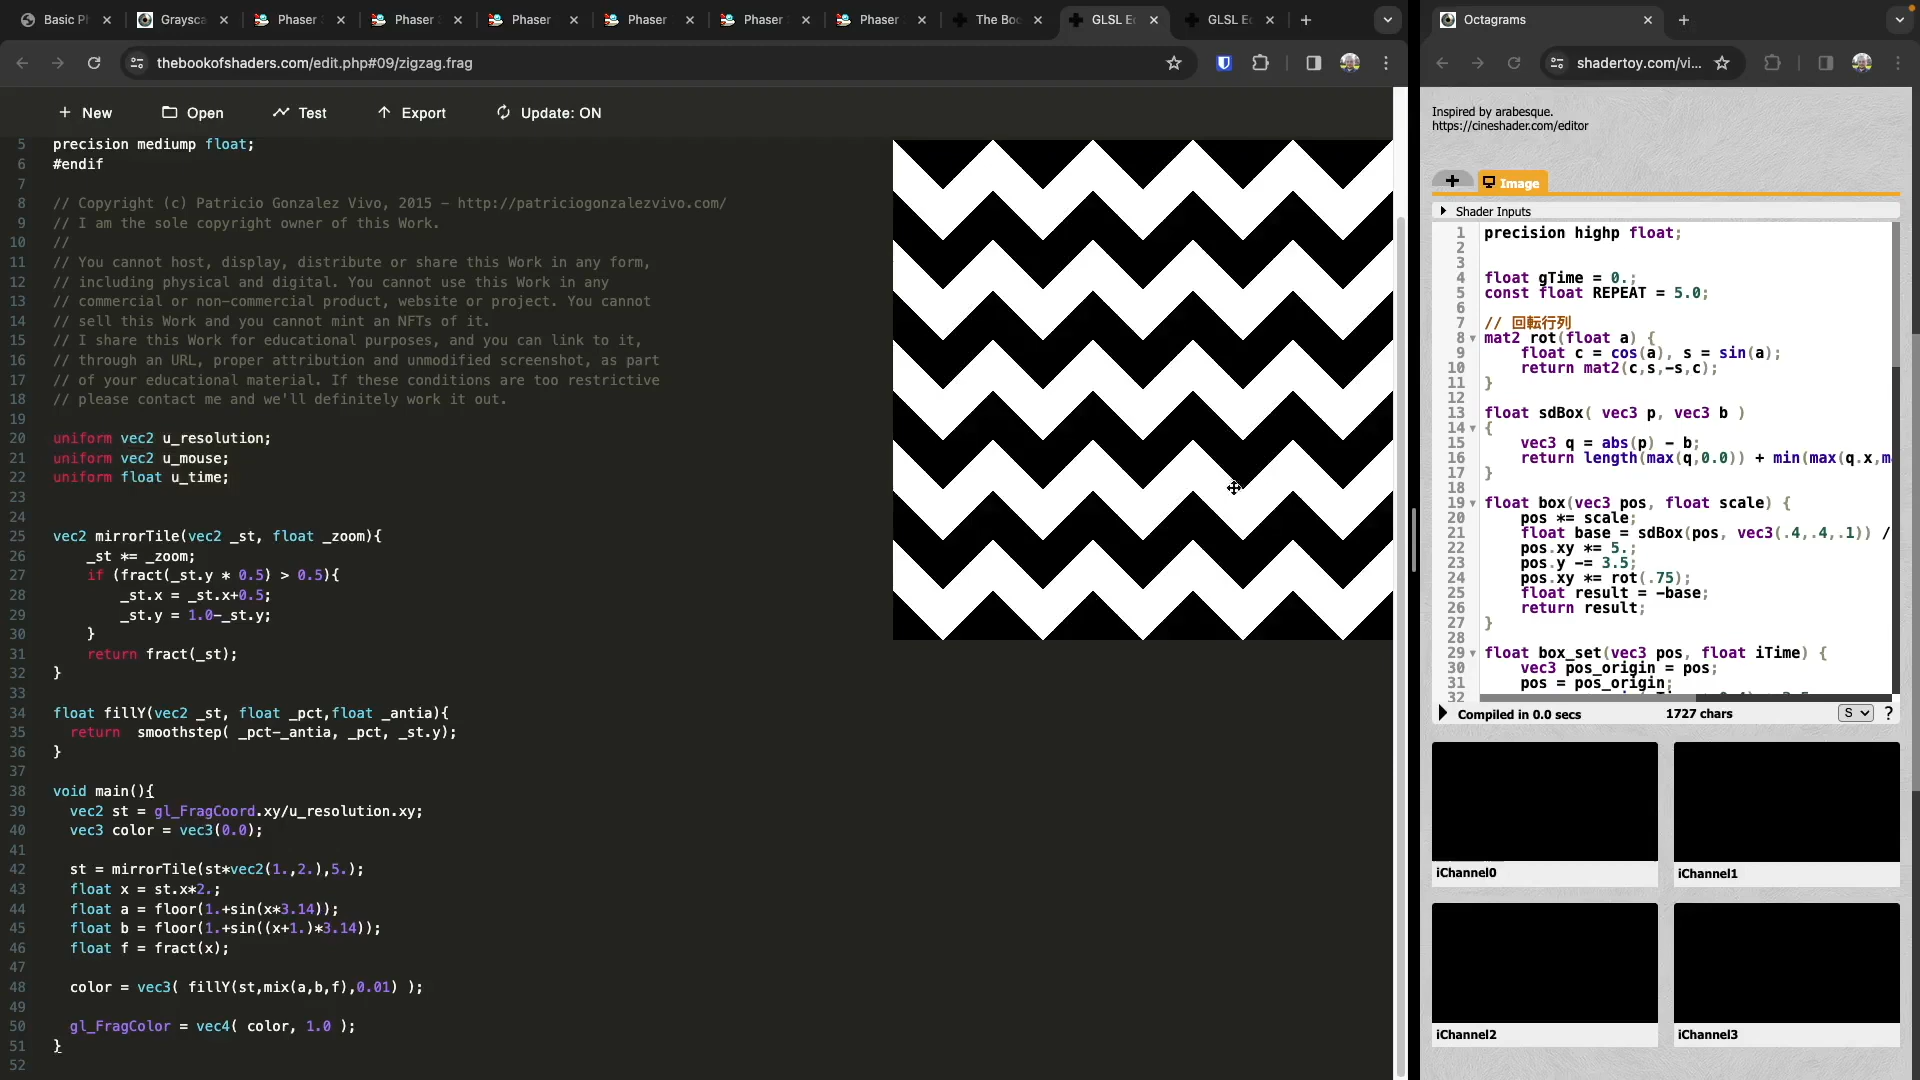 Basic P
Graysca
Phaser
Phaser
Phaser
Phaser
Phaser
Phaser
The Boo
GLSL Ed
GLSL Ed
thebookofshaders.com/edit.php#09/zigzag.frag
New
Open
Test
Export
Update: ON
5 precision mediump float;
6 #endif
7
8 // Copyright (c) Patricio Gonzalez Vivo, 2015 - http://patriciogonzalezvivo.com/
9 // I am the sole copyright owner of this Work.
10 //
11 // You cannot host, display, distribute or share this Work in any form,
12 // including physical and digital. You cannot use this Work in any
13 // commercial or non-commercial product, website or project. You cannot
14 // sell this Work and you cannot mint an NFTs of it.
15 // I share this Work for educational purposes, and you can link to it,
16 // through an URL, proper attribution and unmodified screenshot, as part
17 // of your educational material. If these conditions are too restrictive
18 // please contact me and we'll definitely work it out.
19
20 uniform vec2 u_resolution;
21 uniform vec2 u_mouse;
22 uniform float u_time;
23
24
25 vec2 mirrorTile(vec2 _st, float _zoom){
26 _st *= _zoom;
27 if (fract(_st.y * 0.5) > 0.5){
28 _st.x = _st.x+0.5;
29 _st.y = 1.0-_st.y;
30 }
31 return fract(_st);
32 }
33
34 float fillY(vec2 _st, float _pct,float _antia){
35 return smoothstep( _pct-_antia, _pct, _st.y);
36 }
37
38 void main(){
39 vec2 st = gl_FragCoord.xy/u_resolution.xy;
40 vec3 color = vec3(0.0);
41
42 st = mirrorTile(st*vec2(1.,2.),5.);
43 float x = st.x*2.;
44 float a = floor(1.+sin(x*3.14));
45 float b = floor(1.+sin((x+1.)*3.14));
46 float f = fract(x);
47
48 color = vec3( fillY(st,mix(a,b,f),0.01) );
49
50 gl_FragColor = vec4( color, 1.0 );
51 }
52
Octagrams
shadertoy.com/vi...
Inspired by arabesque.
https://cineshader.com/editor
Image
Shader Inputs
1 precision highp float;
2
3
4 float gTime = 0.;
5 const float REPEAT = 5.0;
6
7 // 回転行列
8 mat2 rot(float a) {
9 float c = cos(a), s = sin(a);
10 return mat2(c,s,-s,c);
11 }
12
13 float sdBox( vec3 p, vec3 b )
14 {
15 vec3 q = abs(p) - b;
16 return length(max(q,0.0)) + min(max(q.x,m
17 }
18
19 float box(vec3 pos, float scale) {
20 pos *= scale;
21 float base = sdBox(pos, vec3(.4,.4,.1)) /
22 pos.xy *= 5.;
23 pos.y -= 3.5;
24 pos.xy *= rot(.75);
25 float result = -base;
26 return result;
27 }
28
29 float box_set(vec3 pos, float iTime) {
30 vec3 pos_origin = pos;
31 pos = pos_origin;
32
Compiled in 0.0 secs
1727 chars
S
?
iChannel0
iChannel1
iChannel2
iChannel3